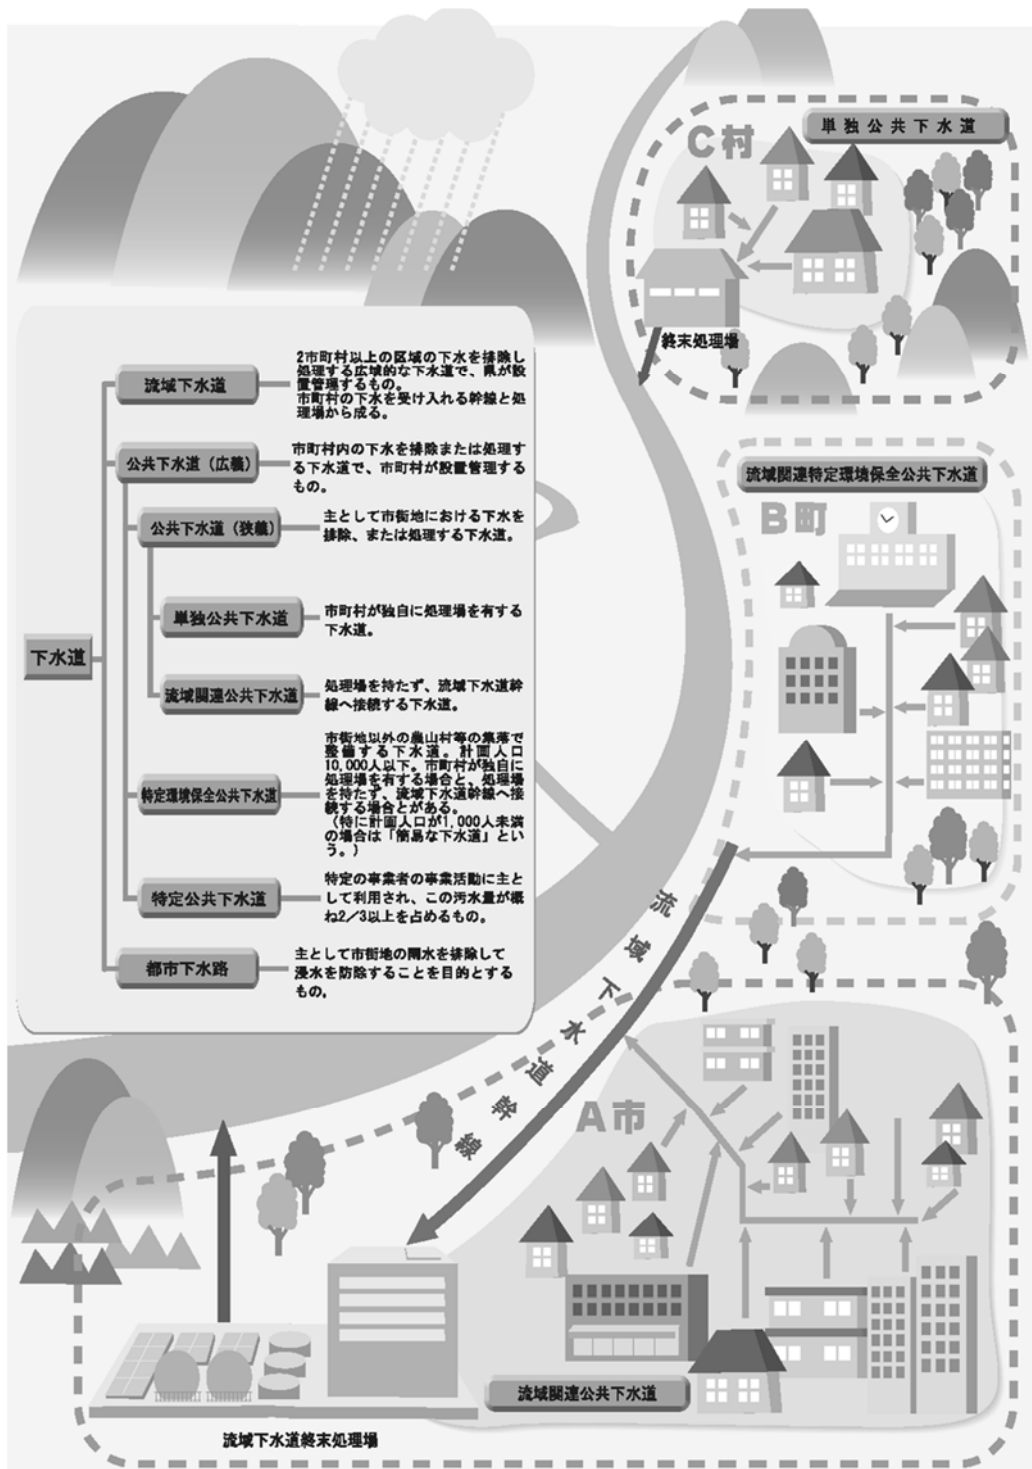 単独公共下水道
C村
終末処理場
流域下水道
2市町村以上の区域の下水を排除し
処理する広域的な下水道で、県が設
置管理するもの。
市町村の下水を受け入れる幹線と処
理場から成る。
公共下水道（広義）
市町村内の下水を排除または処理す
る下水道で、市町村が設置管理する
もの。
公共下水道（狭義）
主として市街地における下水を
排除、または処理する下水道。
単独公共下水道
市町村が独自に処理場を有する
下水道。
下水道
流域関連公共下水道
処理場を持たず、流域下水道幹
線へ接続する下水道。
特定環境保全公共下水道
市街地以外の農山村等の集落で
整備する下水道。計画人口
10,000人以下。市町村が独自に
処理場を有する場合と、処理場
を持たず、流域下水道幹線へ接
続する場合とがある。
（特に計画人口が1,000人未満
の場合は「簡易な下水道」とい
う。）
特定公共下水道
特定の事業者の事業活動に主と
して利用され、この汚水量が概
ね2／3以上を占めるもの。
都市下水路
主として市街地の雨水を排除して
浸水を防除することを目的とする
もの。
流域関連特定環境保全公共下水道
B町
流域下水道幹線
A市
流域関連公共下水道
流域下水道終末処理場